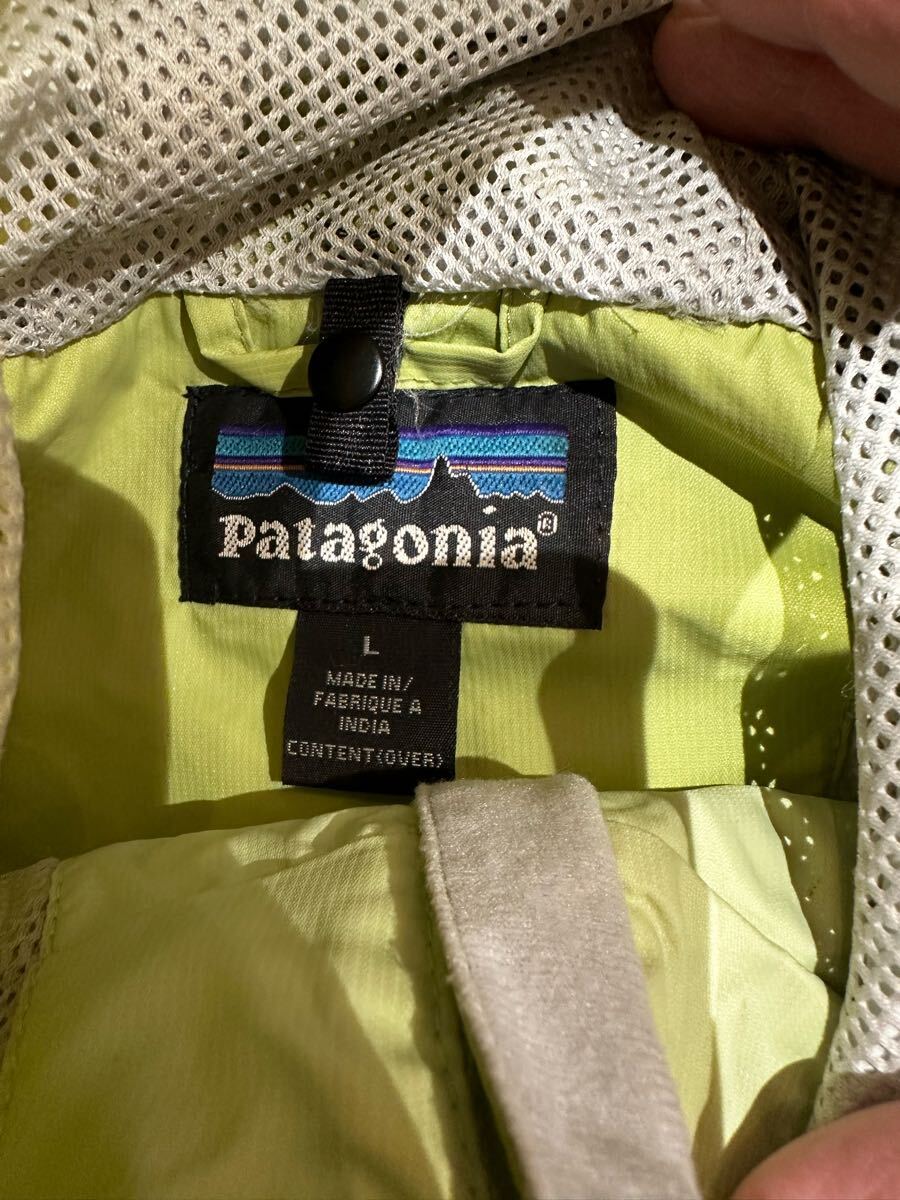 patagonia®
L
MADE IN/
FABRIQUE A
INDIA
CONTENT(OVER)